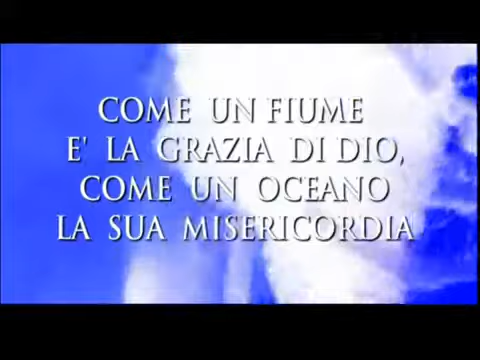 COME UN FIUME
E' LA GRAZIA DI DIO,
COME UN OCEANO
LA SUA MISERICORDIA